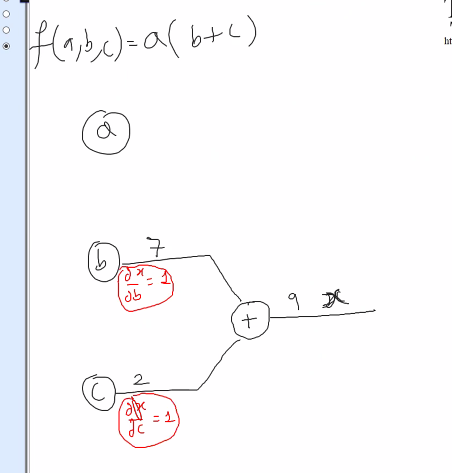 f(a,b,c)=a(b+c)
a
b 7
∂x/∂b = 1
+ 9 x
c 2
∂x/∂c = 1